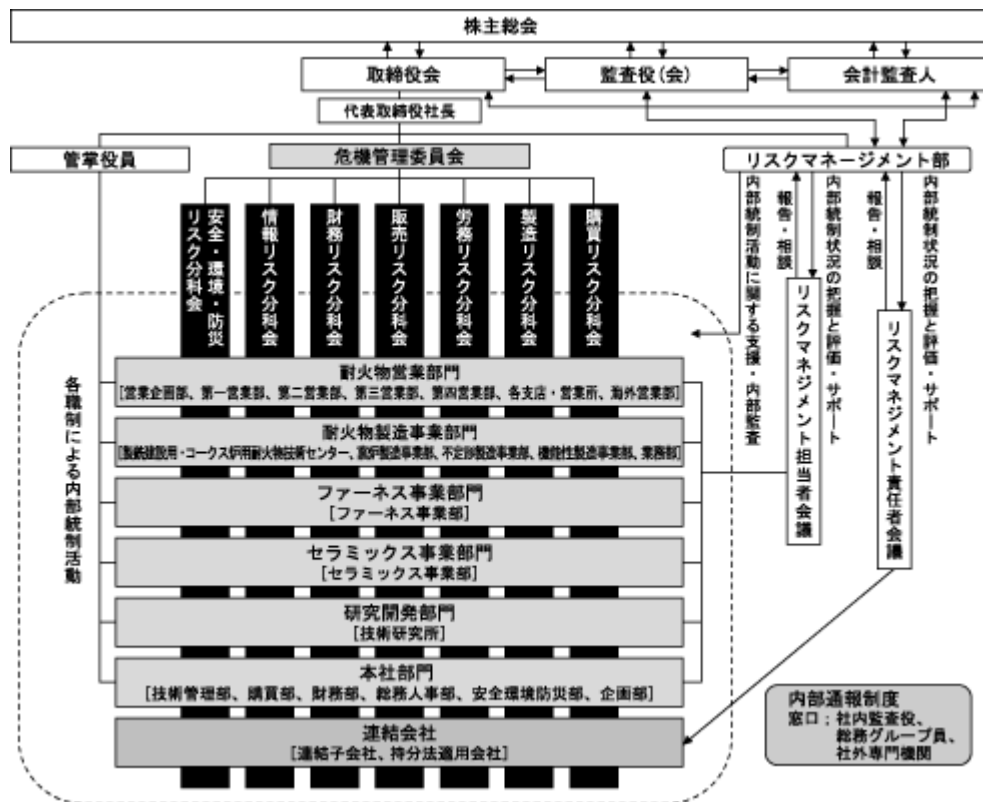 株主総会
取締役会
監査役(会)
会計監査人
代表取締役社長
管掌役員
危機管理委員会
リスクマネージメント部
安全・環境・防災
リスク分科会
情報リスク分科会
財務リスク分科会
販売リスク分科会
労務リスク分科会
製造リスク分科会
購買リスク分科会
内部統制活動に関する支援・内部監査
報告・相談
内部統制状況の把握と評価・サポート
報告・相談
内部統制状況の把握と評価・サポート
リスクマネジメント担当者会議
リスクマネジメント責任者会議
各職制による内部統制活動
耐火物営業部門
[営業企画部、第一営業部、第二営業部、第三営業部、第四営業部、各支店・営業所、海外営業部]
耐火物製造事業部門
[製銑建設用・コークス炉用耐火物技術センター、窯炉製造事業部、不定形製造事業部、機能性製造事業部、業務部]
ファーネス事業部門
[ファーネス事業部]
セラミックス事業部門
[セラミックス事業部]
研究開発部門
[技術研究所]
本社部門
[技術管理部、購買部、財務部、総務人事部、安全環境防災部、企画部]
連結会社
[連結子会社、持分法適用会社]
内部通報制度
窓口;社内監査役、
総務グループ員、
社外専門機関